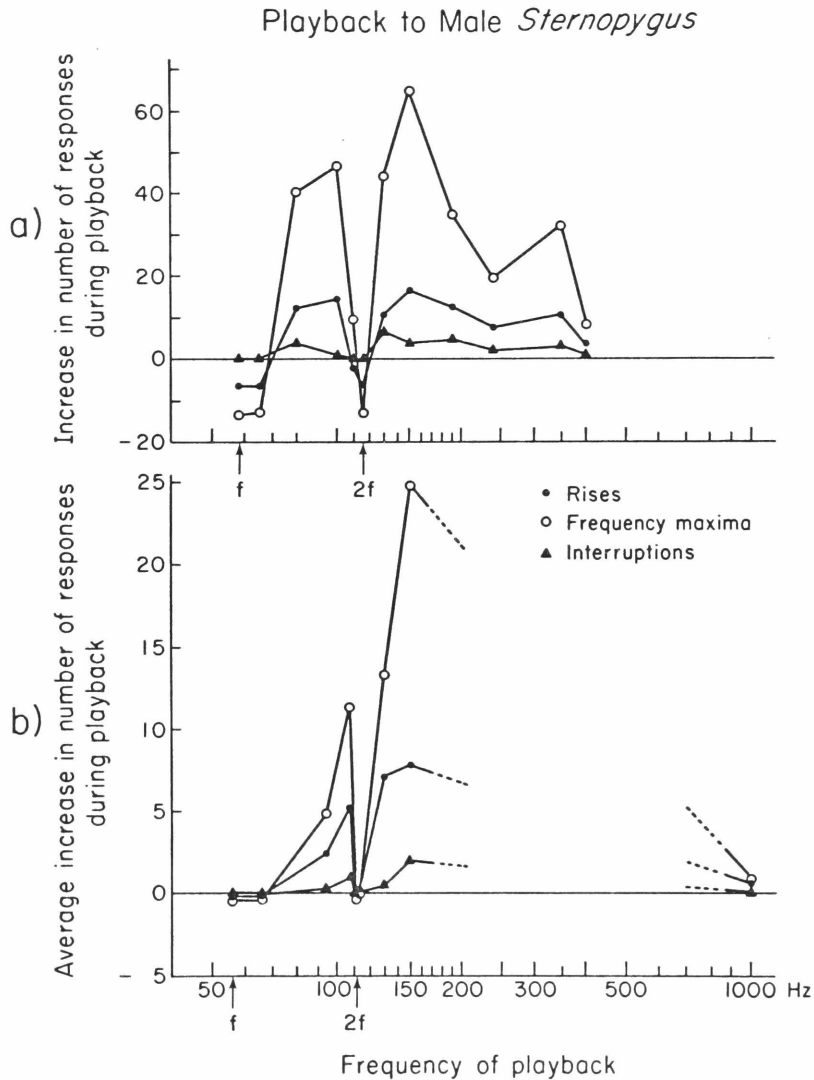 Playback to Male Sternopygus
a)
Increase in number of responses
during playback
60
40
20
0
-20
f
2f
b)
Average increase in number of responses
during playback
25
20
15
10
5
0
- 5
• Rises
○ Frequency maxima
▲ Interruptions
50 100 150 200 300 500 1000 Hz
f
2f
Frequency of playback